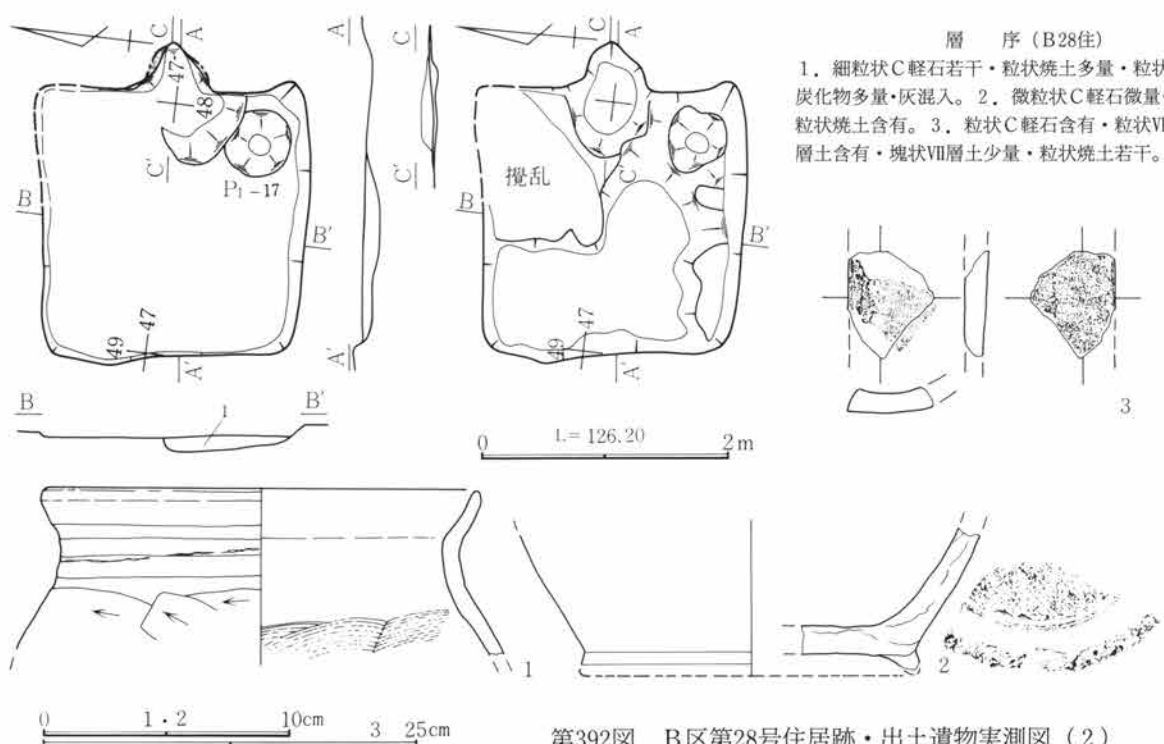 層 序（B28住）
1．細粒状C軽石若干・粒状焼土多量・粒状
炭化物多量・灰混入。2．微粒状C軽石微量・
粒状焼土含有。3．粒状C軽石含有・粒状VII
層土含有・塊状VII層土少量・粒状焼土若干。
C A
47
48
C'
P1-17
B
B'
49 47
A'
A
A'
C
C'
C A
攪乱
C'
B
B'
49 47
A'
B
1
B'
0 L=126.20 2m
3
1
2
0 1・2 10cm
3 25cm
第392図 B区第28号住居跡・出土遺物実測図（2）